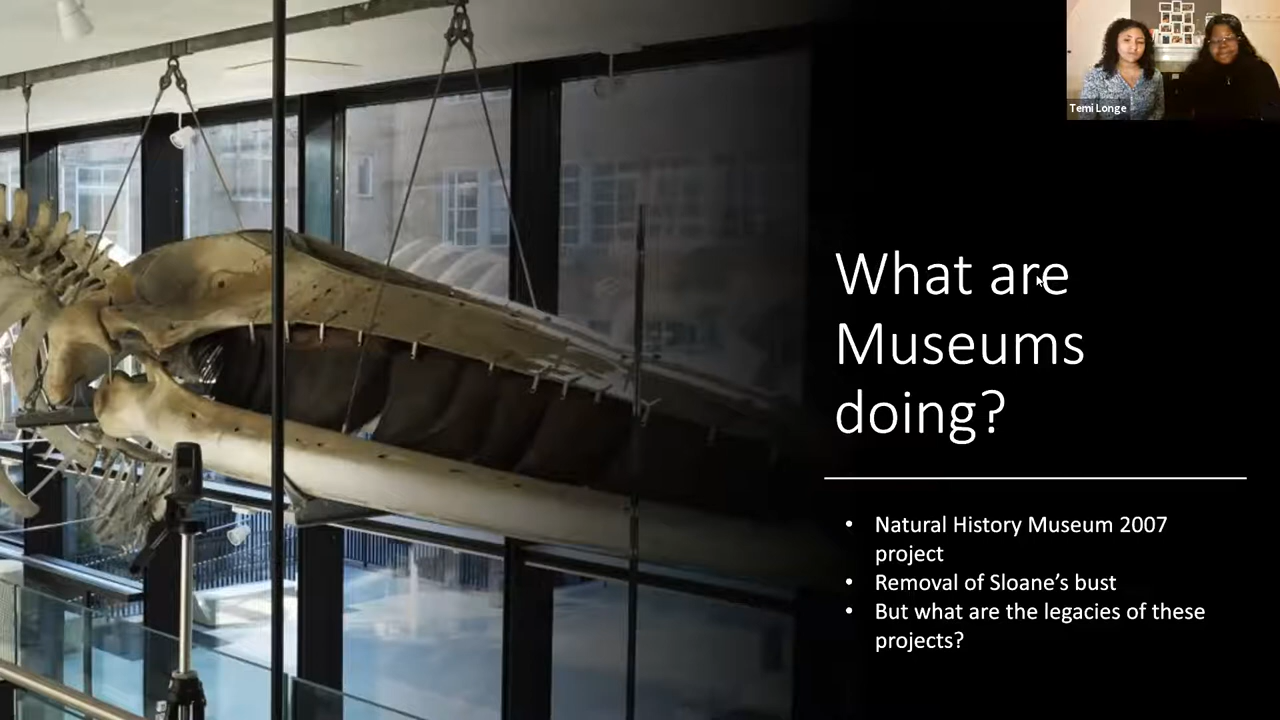 Temi Longe
What are
Museums
doing?
• Natural History Museum 2007
project
• Removal of Sloane's bust
• But what are the legacies of these
projects?